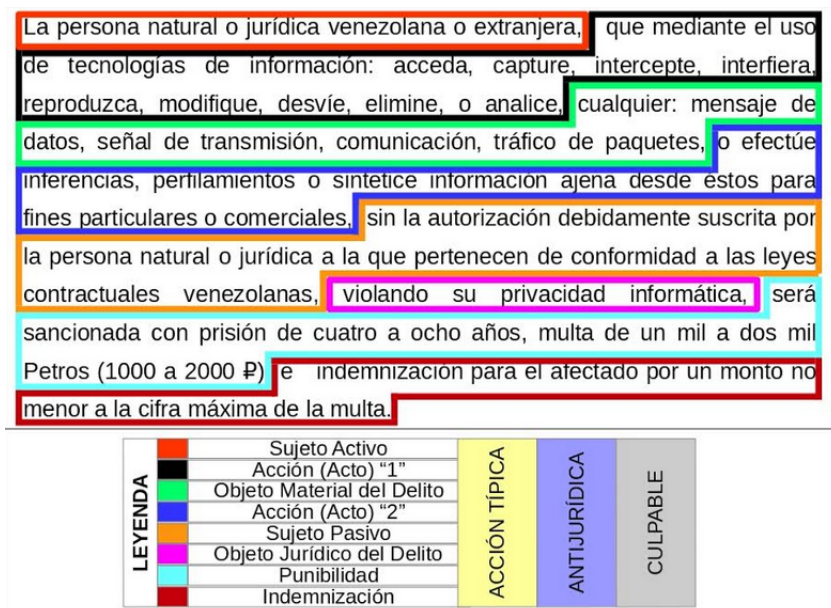 La persona natural o jurídica venezolana o extranjera, que mediante el uso
de tecnologías de información: acceda, capture, intercepte, interfiera,
reproduzca, modifique, desvíe, elimine, o analice, cualquier: mensaje de
datos, señal de transmisión, comunicación, tráfico de paquetes, o efectúe
inferencias, perfilamientos o sintetice información ajena desde éstos para
fines particulares o comerciales, sin la autorización debidamente suscrita por
la persona natural o jurídica a la que pertenecen de conformidad a las leyes
contractuales venezolanas, violando su privacidad informática, será
sancionada con prisión de cuatro a ocho años, multa de un mil a dos mil
Petros (1000 a 2000 ₽) e indemnización para el afectado por un monto no
menor a la cifra máxima de la multa.
LEYENDA
Sujeto Activo
Acción (Acto) “1”
Objeto Material del Delito
Acción (Acto) “2”
Sujeto Pasivo
Objeto Jurídico del Delito
Punibilidad
Indemnización
ACCIÓN TÍPICA
ANTIJURÍDICA
CULPABLE